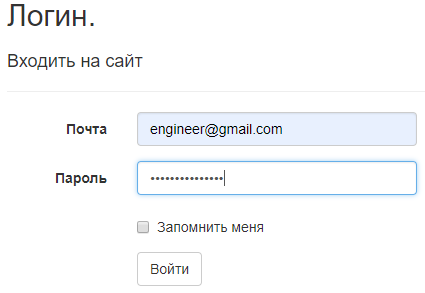 Логин.
Входить на сайт
Почта engineer@gmail.com
Пароль •••••••••••••••
Запомнить меня
Войти